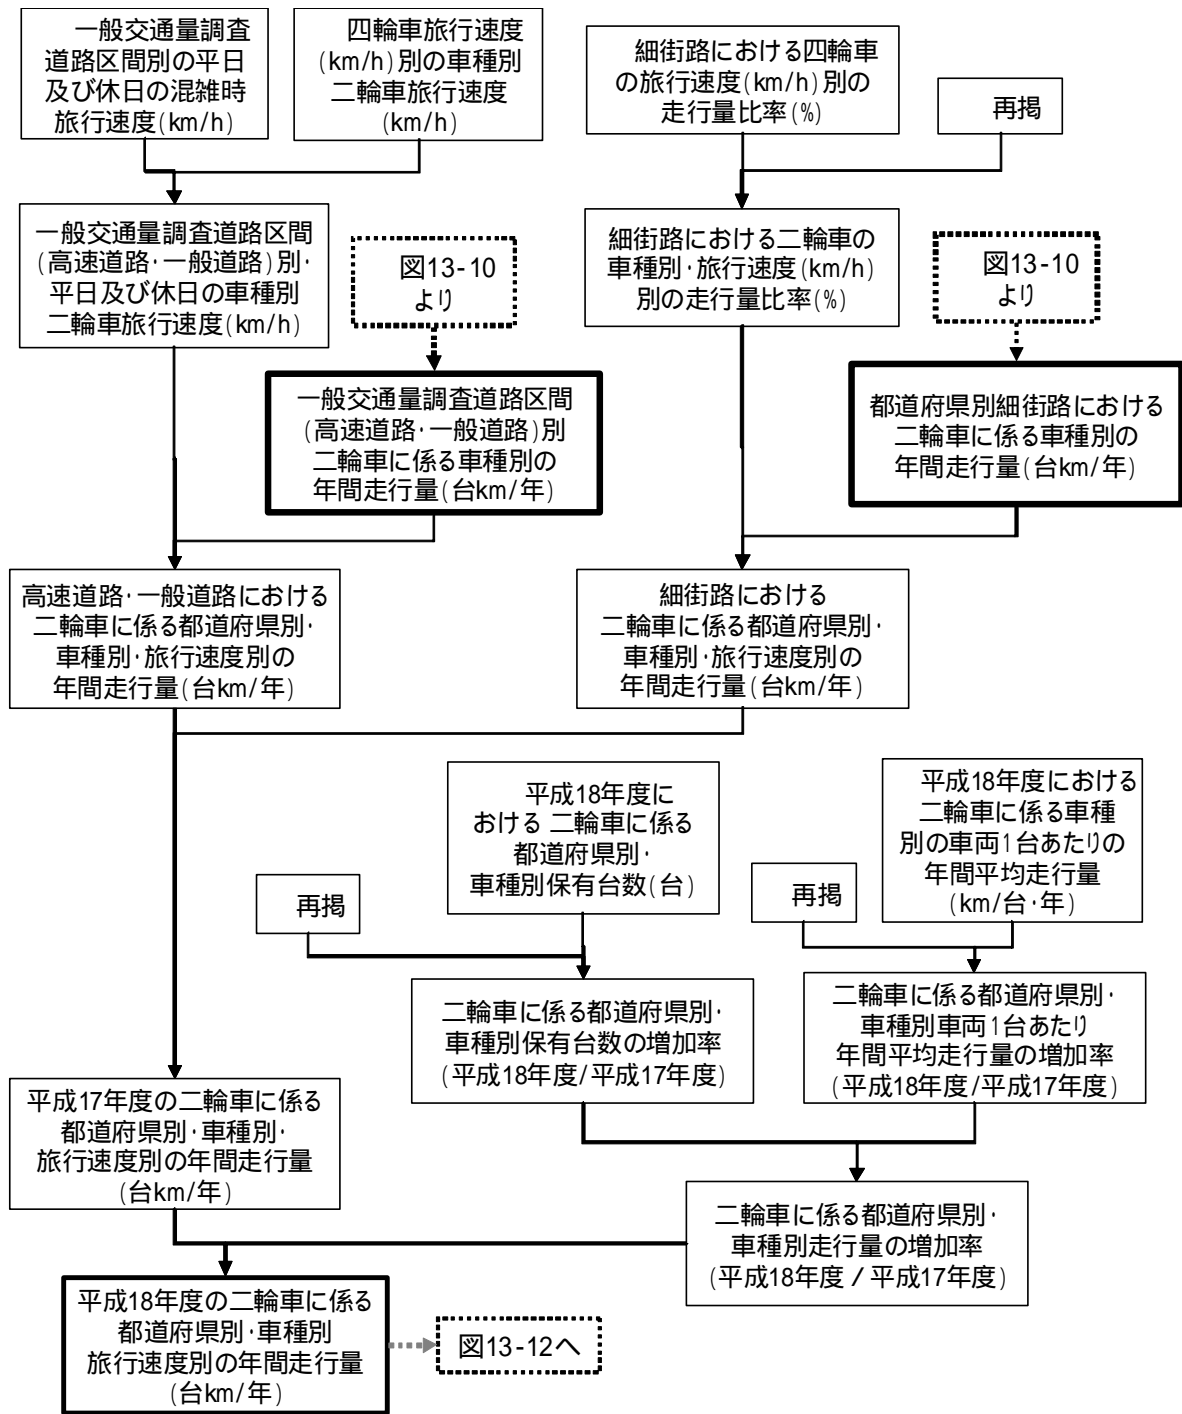 一般交通量調査
道路区間別の平日
及び休日の混雑時
旅行速度(km/h)
四輪車旅行速度
(km/h)別の車種別
二輪車旅行速度
(km/h)
細街路における四輪車
の旅行速度(km/h)別の
走行量比率(%)
再掲
一般交通量調査道路区間
(高速道路・一般道路)別・
平日及び休日の車種別
二輪車旅行速度(km/h)
図13-10
より
細街路における二輪車の
車種別・旅行速度(km/h)
別の走行量比率(%)
図13-10
より
一般交通量調査道路区間
(高速道路・一般道路)別
二輪車に係る車種別の
年間走行量(台km/年)
都道府県別細街路における
二輪車に係る車種別の
年間走行量(台km/年)
高速道路・一般道路における
二輪車に係る都道府県別・
車種別・旅行速度別の
年間走行量(台km/年)
細街路における
二輪車に係る都道府県別・
車種別・旅行速度別の
年間走行量(台km/年)
平成18年度に
おける 二輪車に係る
都道府県別・
車種別保有台数(台)
平成18年度における
二輪車に係る車種
別の車両1台あたりの
年間平均走行量
(km/台・年)
再掲
再掲
二輪車に係る都道府県別・
車種別保有台数の増加率
(平成18年度/平成17年度)
二輪車に係る都道府県別・
車種別車両1台あたり
年間平均走行量の増加率
(平成18年度/平成17年度)
平成17年度の二輪車に係る
都道府県別・車種別・
旅行速度別の年間走行量
(台km/年)
二輪車に係る都道府県別・
車種別走行量の増加率
(平成18年度 / 平成17年度)
平成18年度の二輪車に係る
都道府県別・車種別
旅行速度別の年間走行量
(台km/年)
図13-12へ